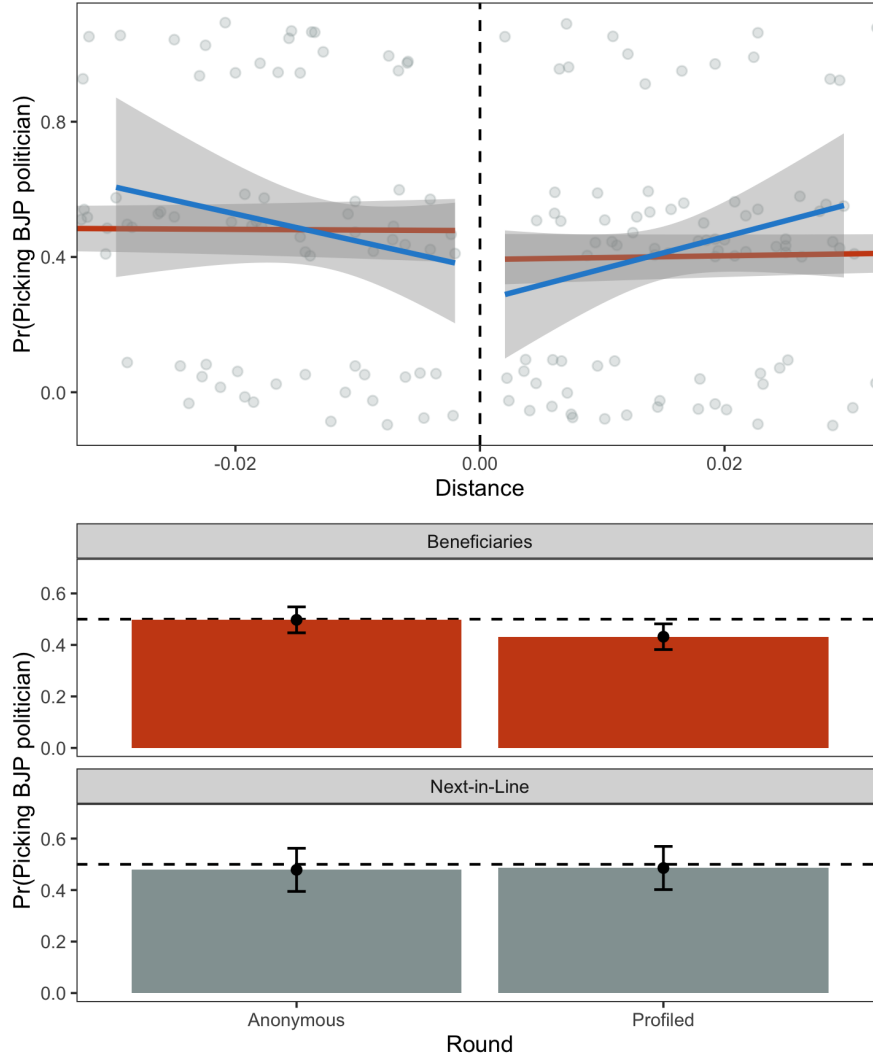 Pr(Picking BJP politician)
0.8
0.4
0.0
-0.02 0.00 0.02
Distance
Beneficiaries
Pr(Picking BJP politician)
0.6
0.4
0.2
0.0
Next-in-Line
0.6
0.4
0.2
0.0
Anonymous Profiled
Round